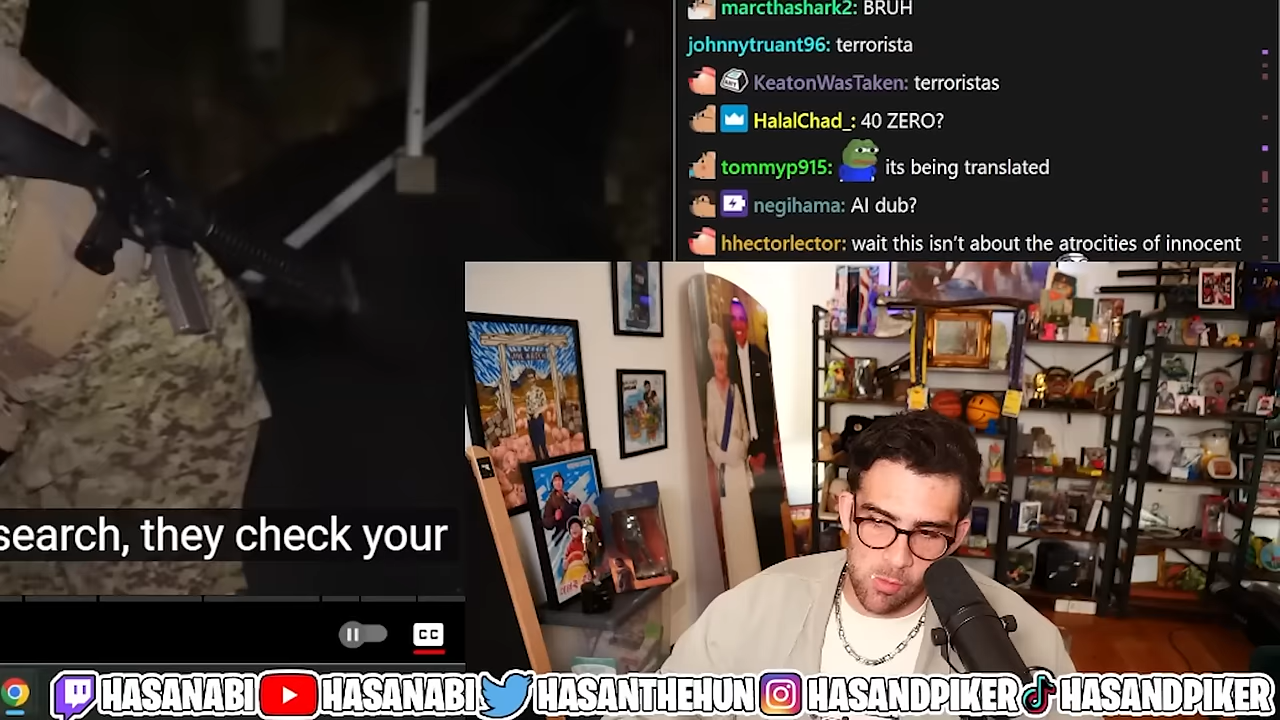 marcthashark2: BRUH
johnnytruant96: terrorista
KeatonWasTaken: terroristas
HalalChad_: 40 ZERO?
tommyp915: its being translated
negihama: AI dub?
hhectorlector: wait this isn't about the atrocities of innocent
search, they check your
CC
HASANABI HASANABI HASANTHEHUN HASANDPIKER HASANDPIKER